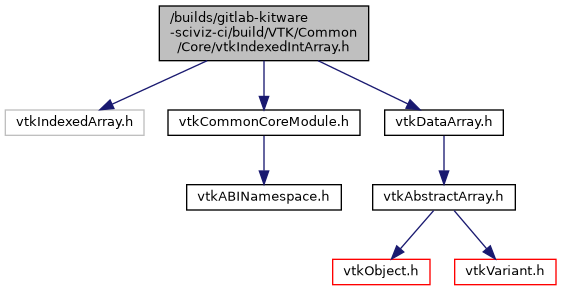 /builds/gitlab-kitware
-sciviz-ci/build/VTK/Common
/Core/vtkIndexedIntArray.h
vtkIndexedArray.h
vtkCommonCoreModule.h
vtkDataArray.h
vtkABINamespace.h
vtkAbstractArray.h
vtkObject.h
vtkVariant.h